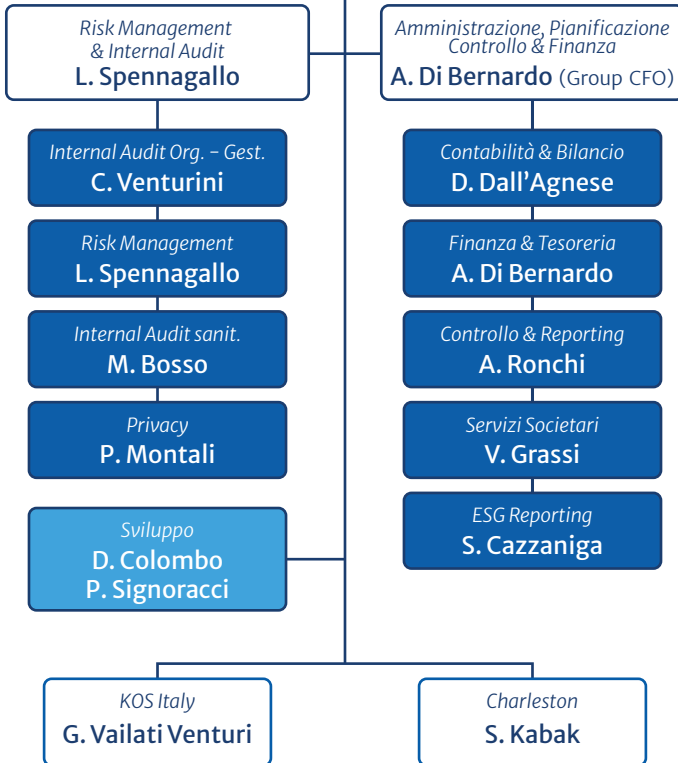 Risk Management
& Internal Audit
L. Spennagallo
Internal Audit Org. – Gest.
C. Venturini
Risk Management
L. Spennagallo
Internal Audit sanit.
M. Bosso
Privacy
P. Montali
Sviluppo
D. Colombo
P. Signoracci
Amministrazione, Pianificazione
Controllo & Finanza
A. Di Bernardo (Group CFO)
Contabilità & Bilancio
D. Dall’Agnese
Finanza & Tesoreria
A. Di Bernardo
Controllo & Reporting
A. Ronchi
Servizi Societari
V. Grassi
ESG Reporting
S. Cazzaniga
KOS Italy
G. Vailati Venturi
Charleston
S. Kabak